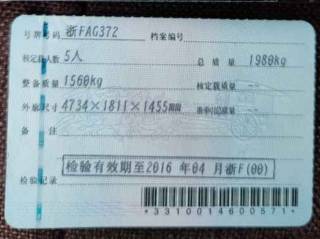 号牌号码 浙FAG372 档案编号
核定载人数 5人 总质量 1980kg
整备质量 1560kg 核定载质量 --
外廓尺寸 4734×1811×1455mm 准牵引总质量 --
备注
检验有效期至2016 年04 月浙F(00)
检验记录
*3310014600571*